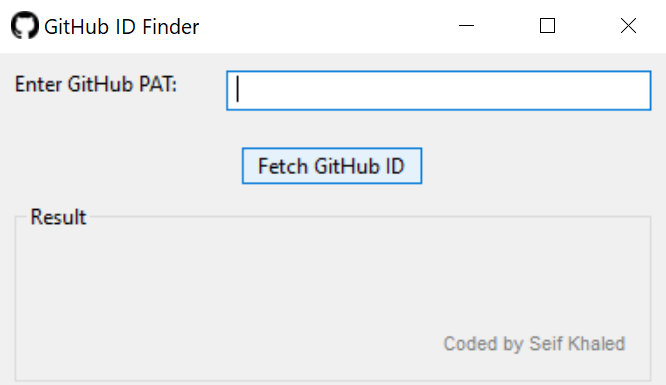 GitHub ID Finder
Enter GitHub PAT:
Fetch GitHub ID
Result
Coded by Seif Khaled